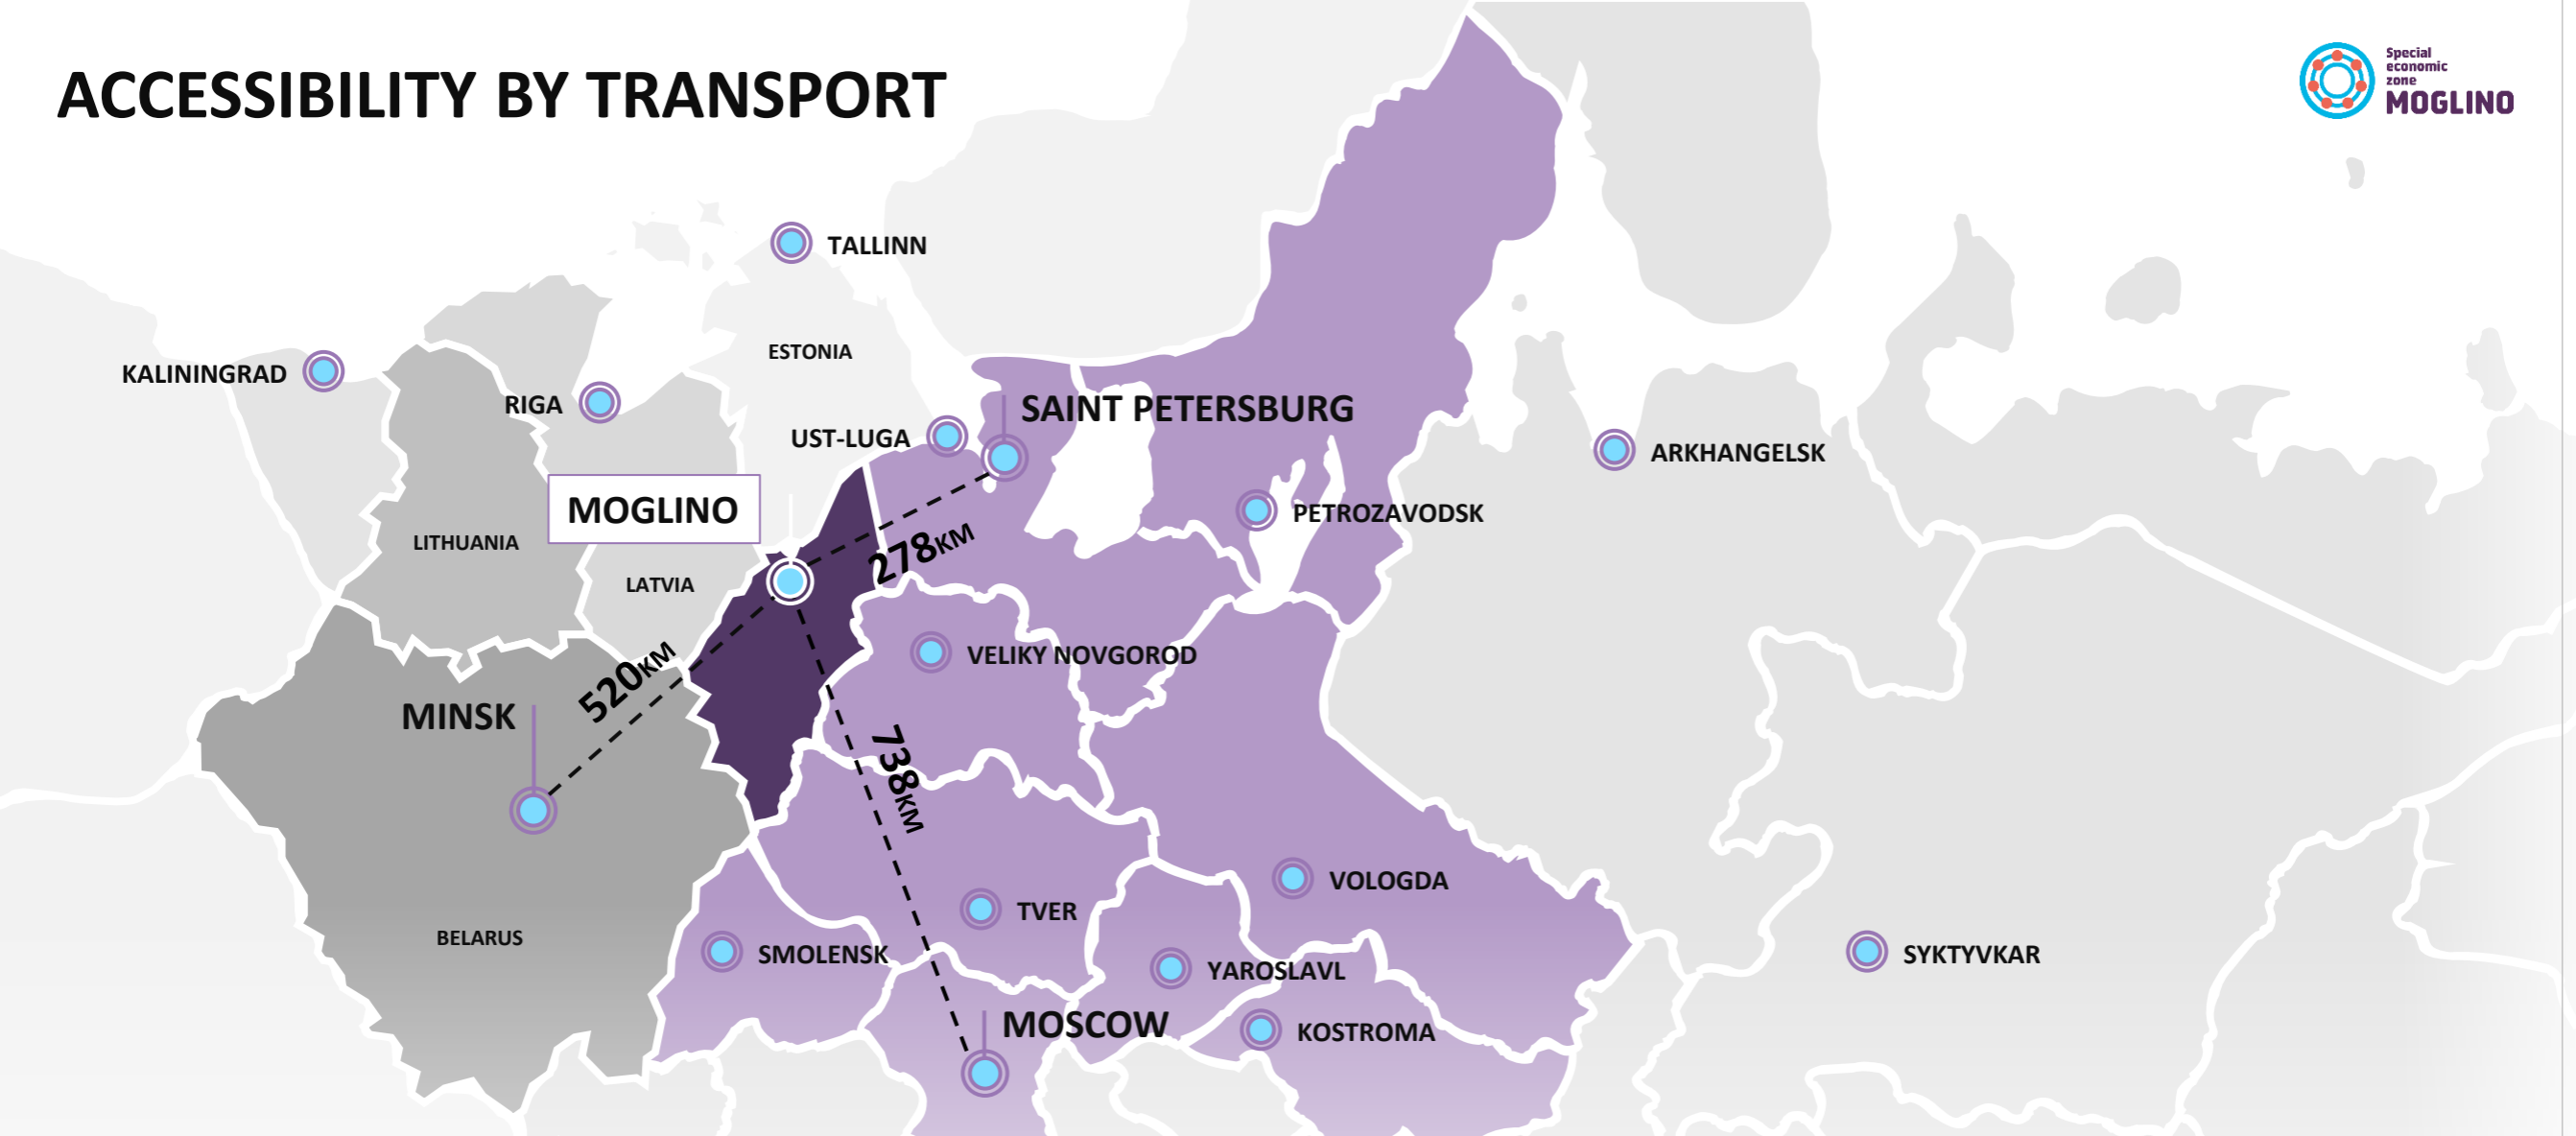 ACCESSIBILITY BY TRANSPORT
Special
economic
zone
MOGLINO
TALLINN
ESTONIA
KALININGRAD
RIGA
SAINT PETERSBURG
UST-LUGA
ARKHANGELSK
MOGLINO
PETROZAVODSK
LITHUANIA
278KM
LATVIA
VELIKY NOVGOROD
520KM
MINSK
738KM
VOLOGDA
TVER
BELARUS
SMOLENSK
SYKTYVKAR
YAROSLAVL
MOSCOW
KOSTROMA